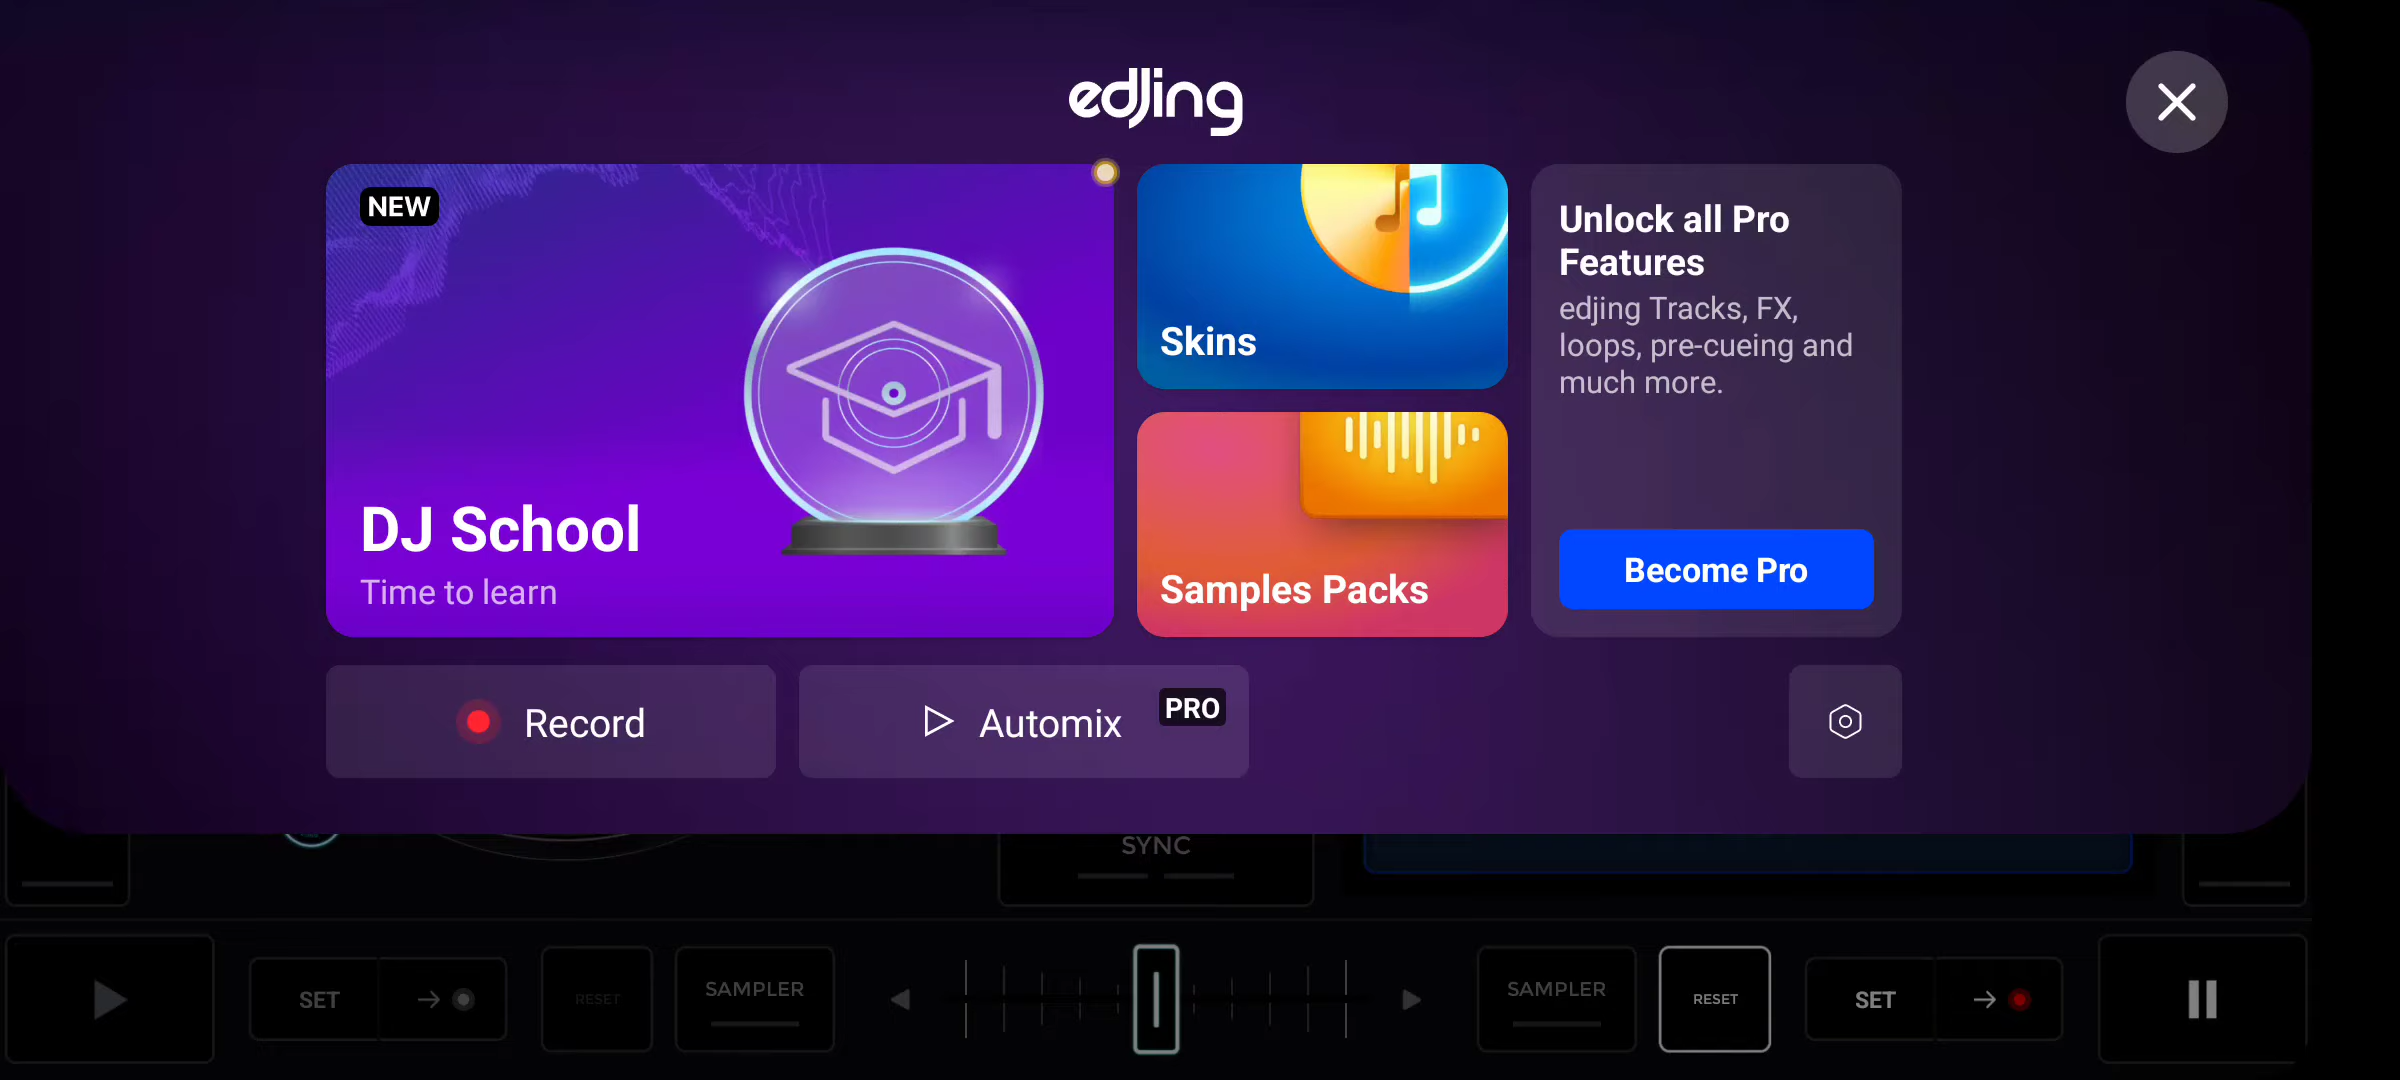 edjing
NEW
DJ School
Time to learn
Skins
Samples Packs
Unlock all Pro
Features
edjing Tracks, FX,
loops, pre-cueing and
much more.
Become Pro
Record
Automix
PRO
SYNC
SET
RESET
SAMPLER
SAMPLER
RESET
SET